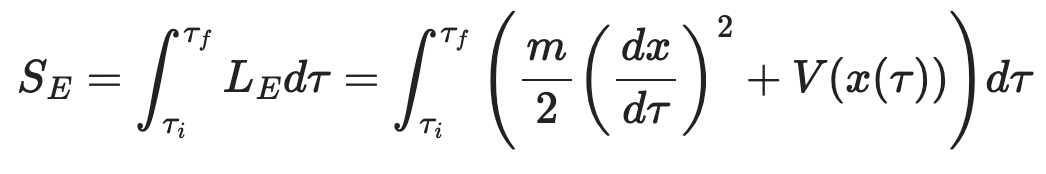 $S_E = \int_{\tau_i}^{\tau_f} L_E d\tau = \int_{\tau_i}^{\tau_f} \left( \frac{m}{2} \left( \frac{dx}{d\tau} \right)^2 + V(x(\tau)) \right) d\tau$